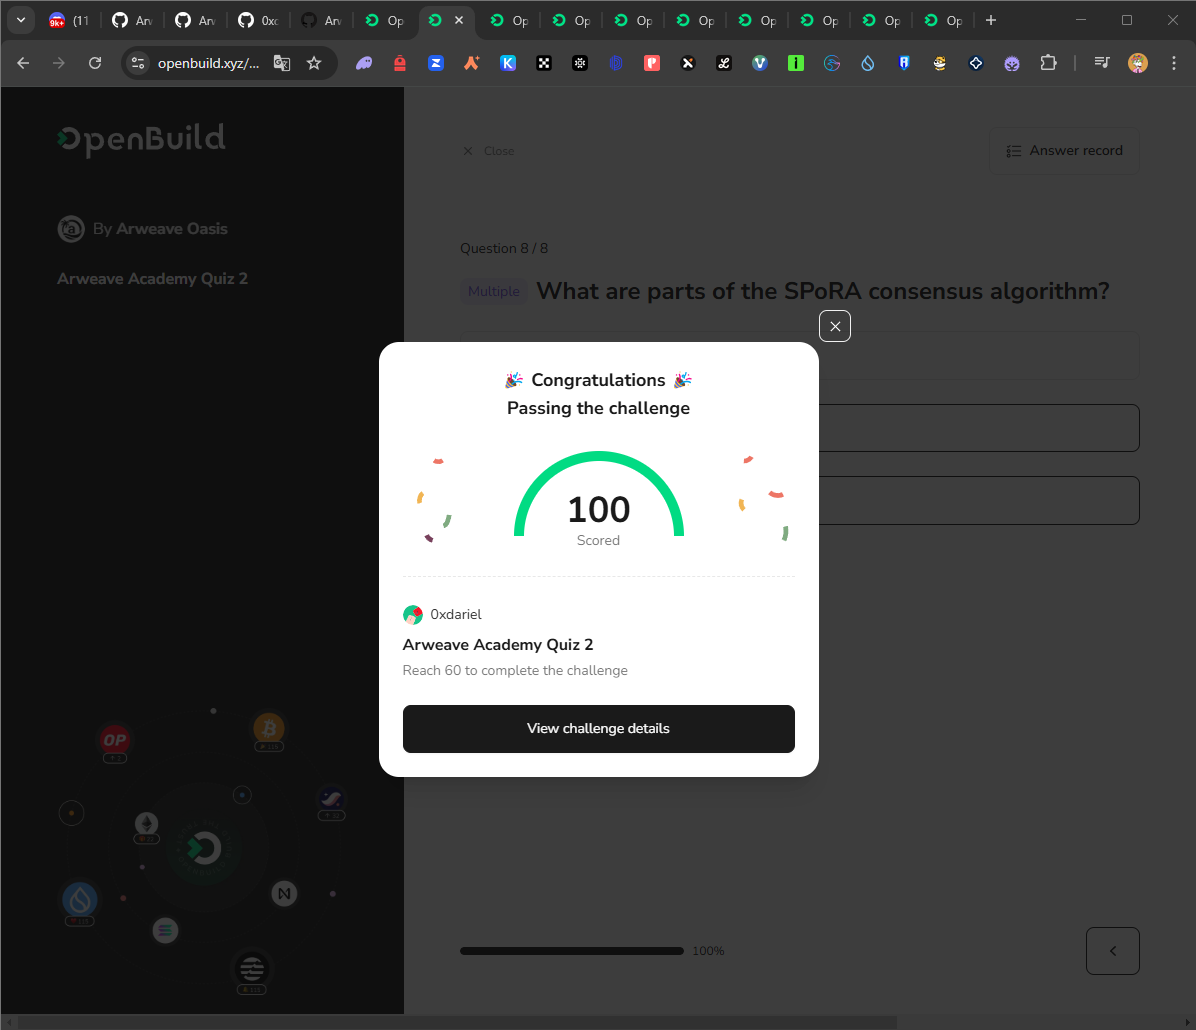 9k+
(11
Arv
Arv
0xd
Arv
Op
Op
Op
Op
Op
Op
Op
Op
Op
openbuild.xyz/...
OpenBuild
By Arweave Oasis
Arweave Academy Quiz 2
Close
Answer record
Question 8 / 8
Multiple
What are parts of the SPoRA consensus algorithm?
Congratulations
Passing the challenge
100
Scored
0xdariel
Arweave Academy Quiz 2
Reach 60 to complete the challenge
View challenge details
OP
100%